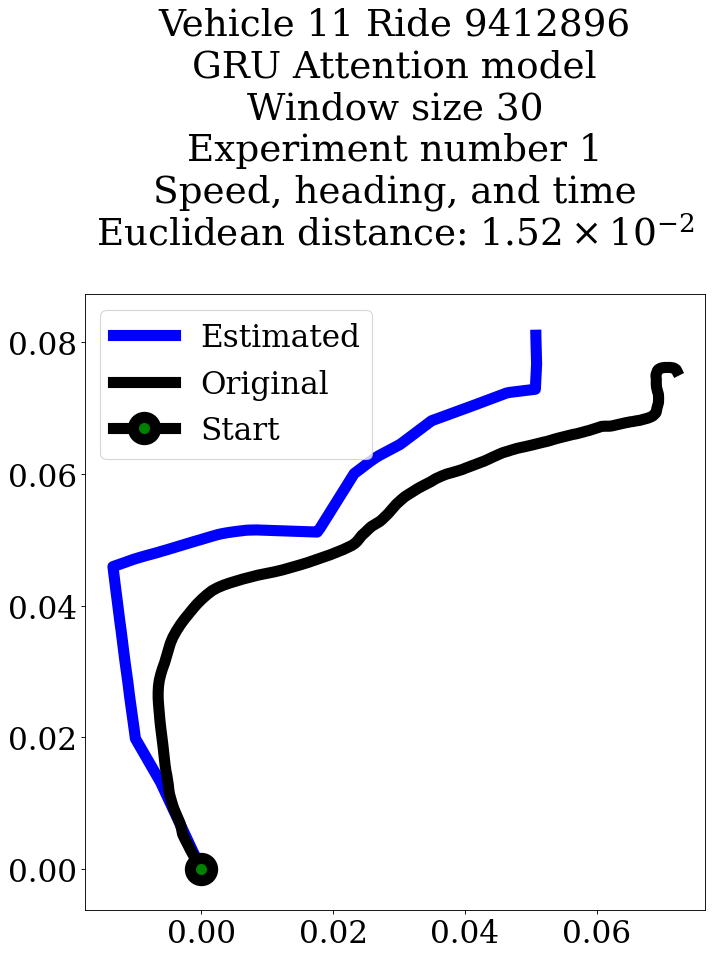 Vehicle 11 Ride 9412896
GRU Attention model
Window size 30
Experiment number 1
Speed, heading, and time
Euclidean distance: 1.52 × 10⁻²
Estimated
Original
Start
0.08
0.06
0.04
0.02
0.00
0.00 0.02 0.04 0.06